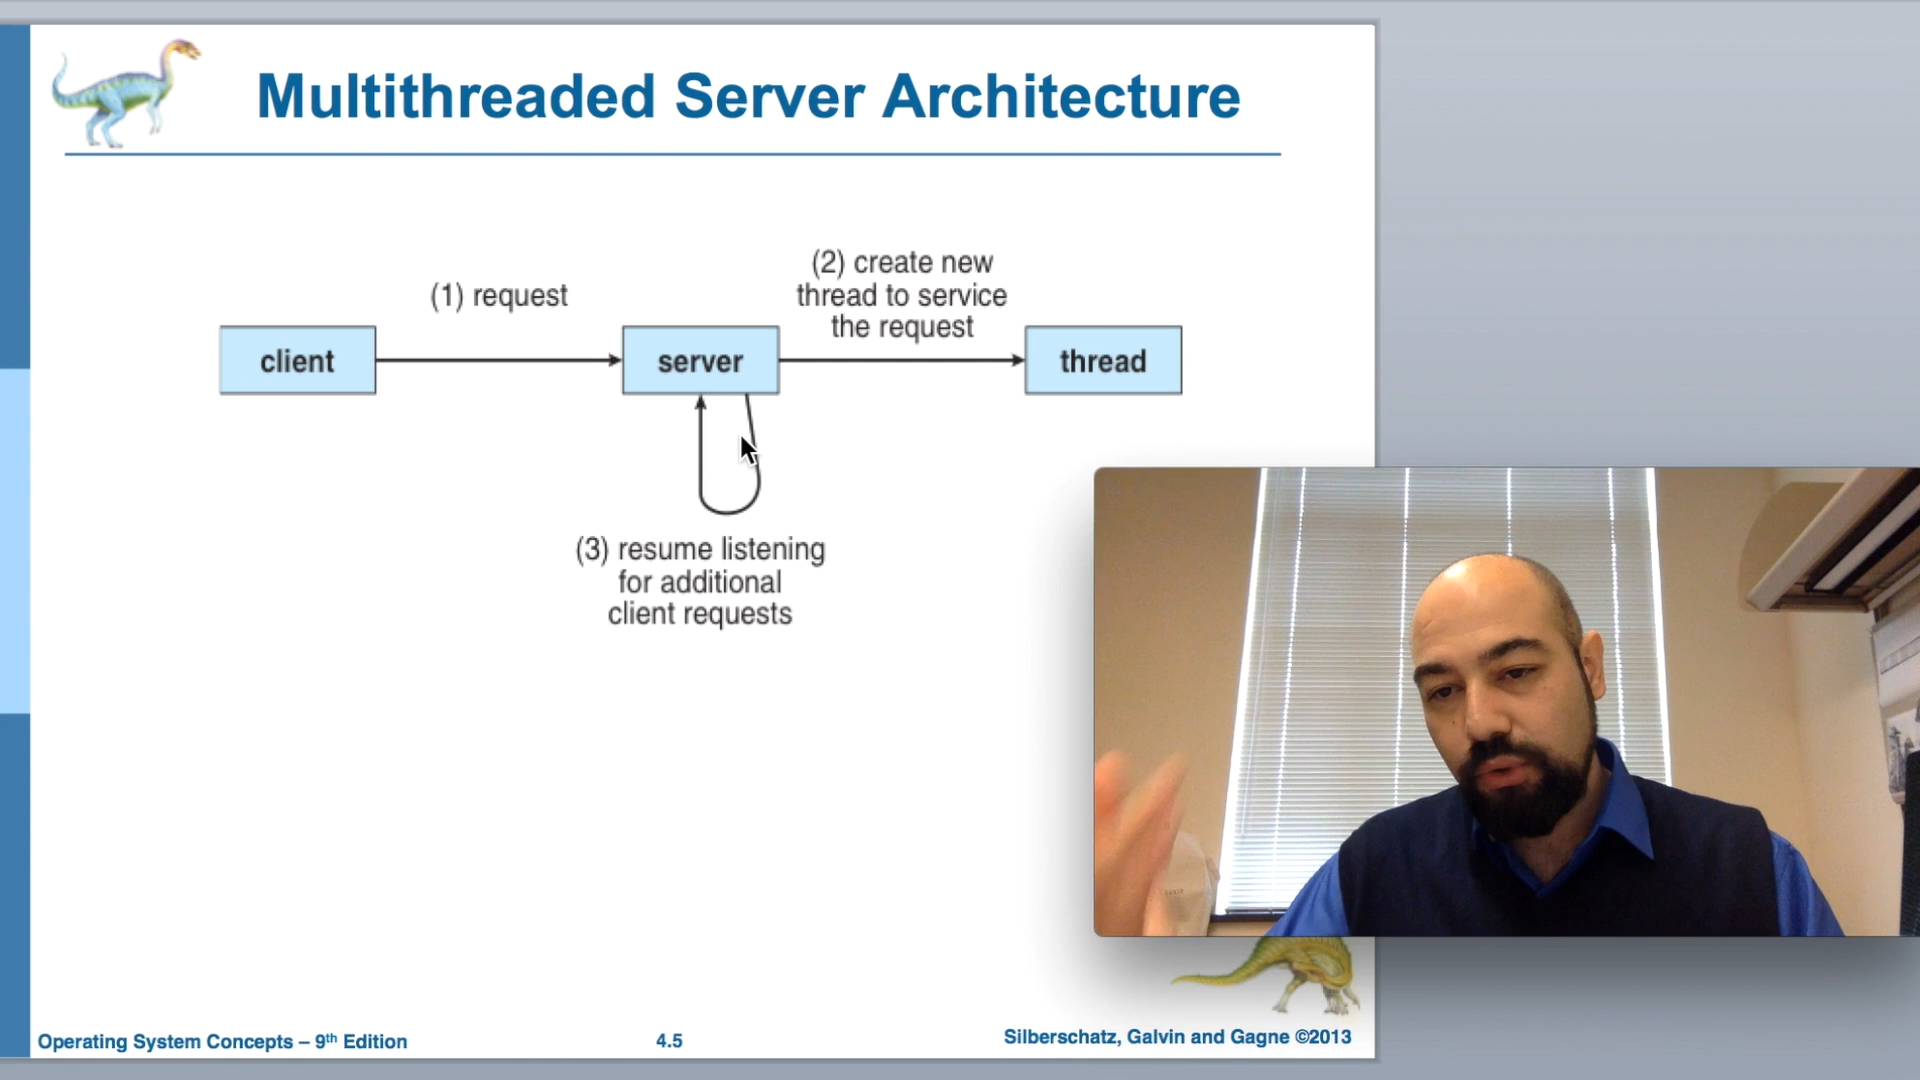 Multithreaded Server Architecture
(1) request
(2) create new
thread to service
the request
client
server
thread
(3) resume listening
for additional
client requests
Operating System Concepts – 9th Edition
4.5
Silberschatz, Galvin and Gagne ©2013